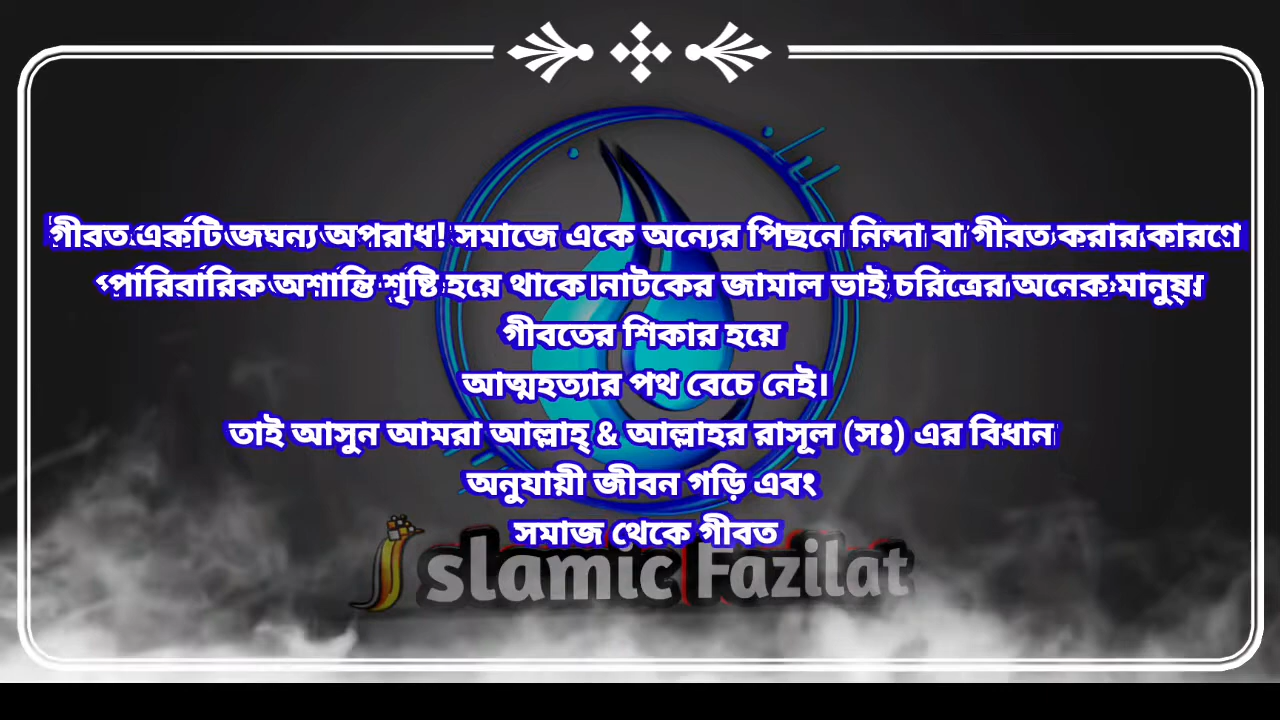 গীবত একটি জঘন্য অপরাধ! সমাজে একে অন্যের পিছনে নিন্দা বা গীবত করার কারণে
পারিবারিক অশান্তি শৃষ্টি হয়ে থাকে।নাটকের জামাল ভাই চরিত্রের অনেক মানুষ
গীবতের শিকার হয়ে
আত্মহত্যার পথ বেচে নেই।
তাই আসুন আমরা আল্লাহ্ & আল্লাহর রাসূল (সঃ) এর বিধান
অনুযায়ী জীবন গড়ি এবং
সমাজ থেকে গীবত
Islamic Fazilat